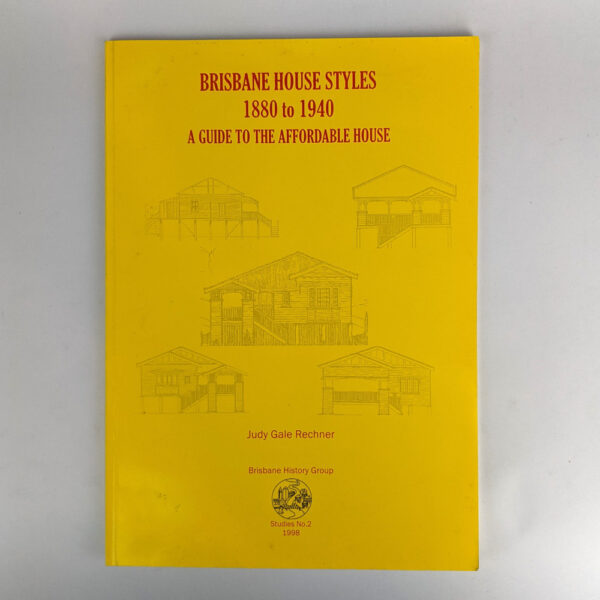 BRISBANE HOUSE STYLES
1880 to 1940
A GUIDE TO THE AFFORDABLE HOUSE
Judy Gale Rechner
Brisbane History Group
Studies No.2
1998